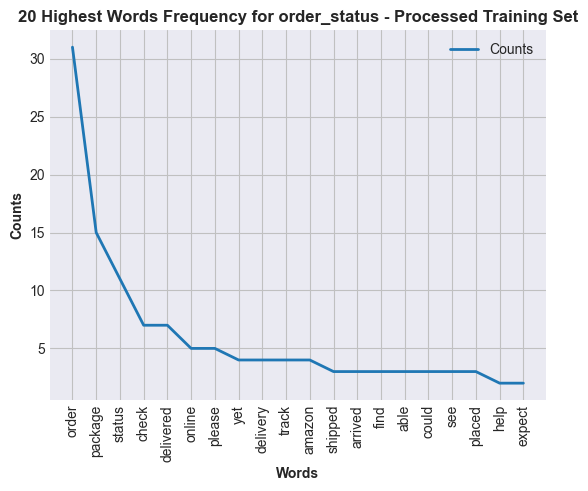 20 Highest Words Frequency for order_status - Processed Training Set
Counts
Counts
30
25
20
15
10
5
order
package
status
check
delivered
online
please
yet
delivery
track
amazon
shipped
arrived
find
able
could
see
placed
help
expect
Words